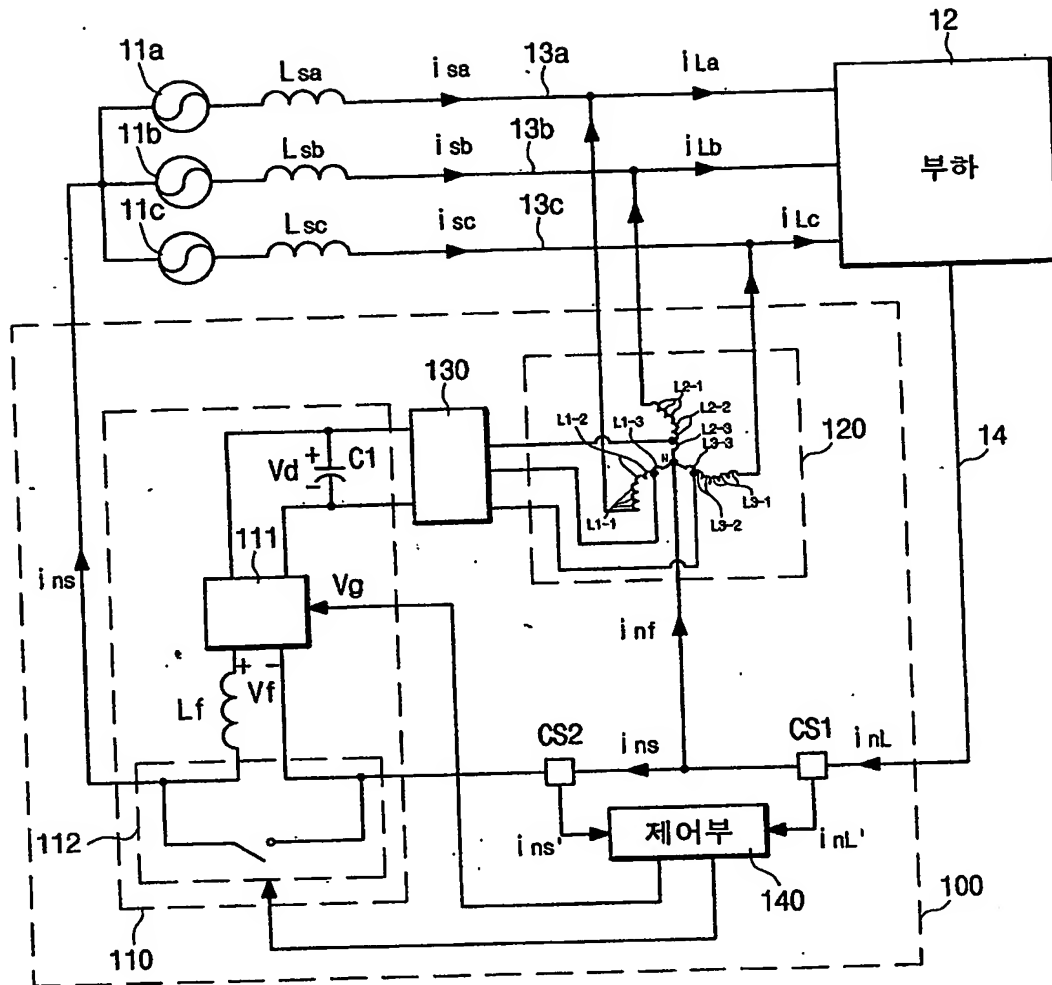 11a
Lsa
isa
13a
iLa
12
11b
Lsb
isb
13b
iLb
부하
11c
Lsc
isc
13c
iLc
130
L2-1
L2-2
L2-3
L1-2
L1-3
L3-3
N
120
14
+
Vd
-
C1
L1-1
L3-1
L3-2
111
ins
Vg
+ -
Vf
inf
Lf
CS2
ins
CS1
inL
112
ins'
제어부
inL'
140
100
110